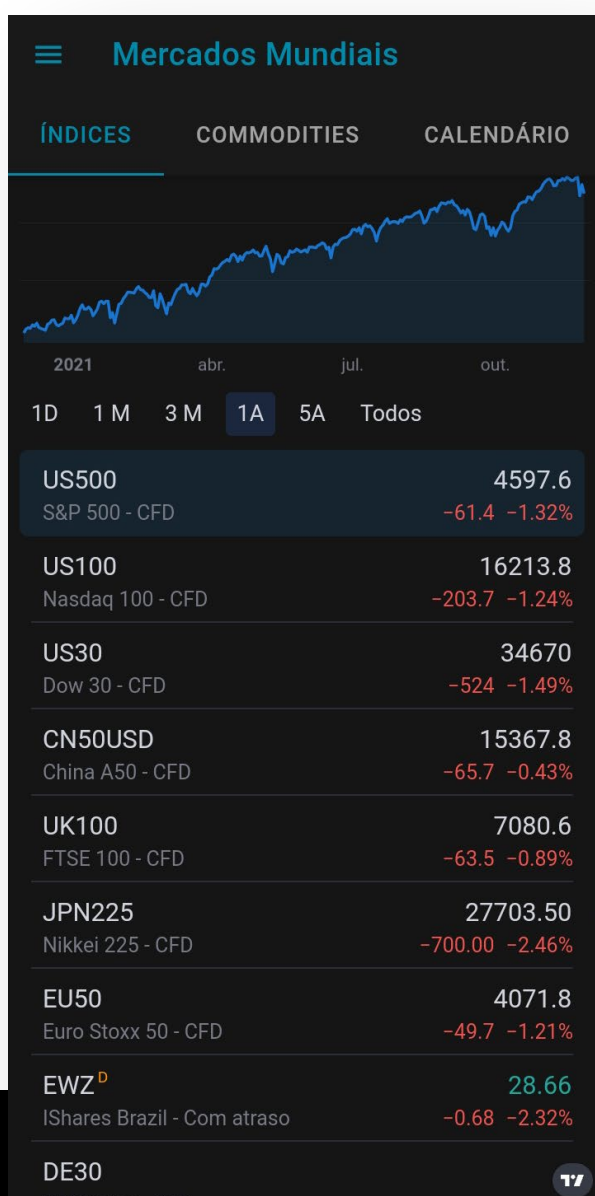 Mercados Mundiais
ÍNDICES COMMODITIES CALENDÁRIO
2021 abr. jul. out.
1D 1 M 3 M 1A 5A Todos
US500 4597.6
S&P 500 - CFD −61.4 −1.32%
US100 16213.8
Nasdaq 100 - CFD −203.7 −1.24%
US30 34670
Dow 30 - CFD −524 −1.49%
CN50USD 15367.8
China A50 - CFD −65.7 −0.43%
UK100 7080.6
FTSE 100 - CFD −63.5 −0.89%
JPN225 27703.50
Nikkei 225 - CFD −700.00 −2.46%
EU50 4071.8
Euro Stoxx 50 - CFD −49.7 −1.21%
EWZ D 28.66
IShares Brazil - Com atraso −0.68 −2.32%
DE30